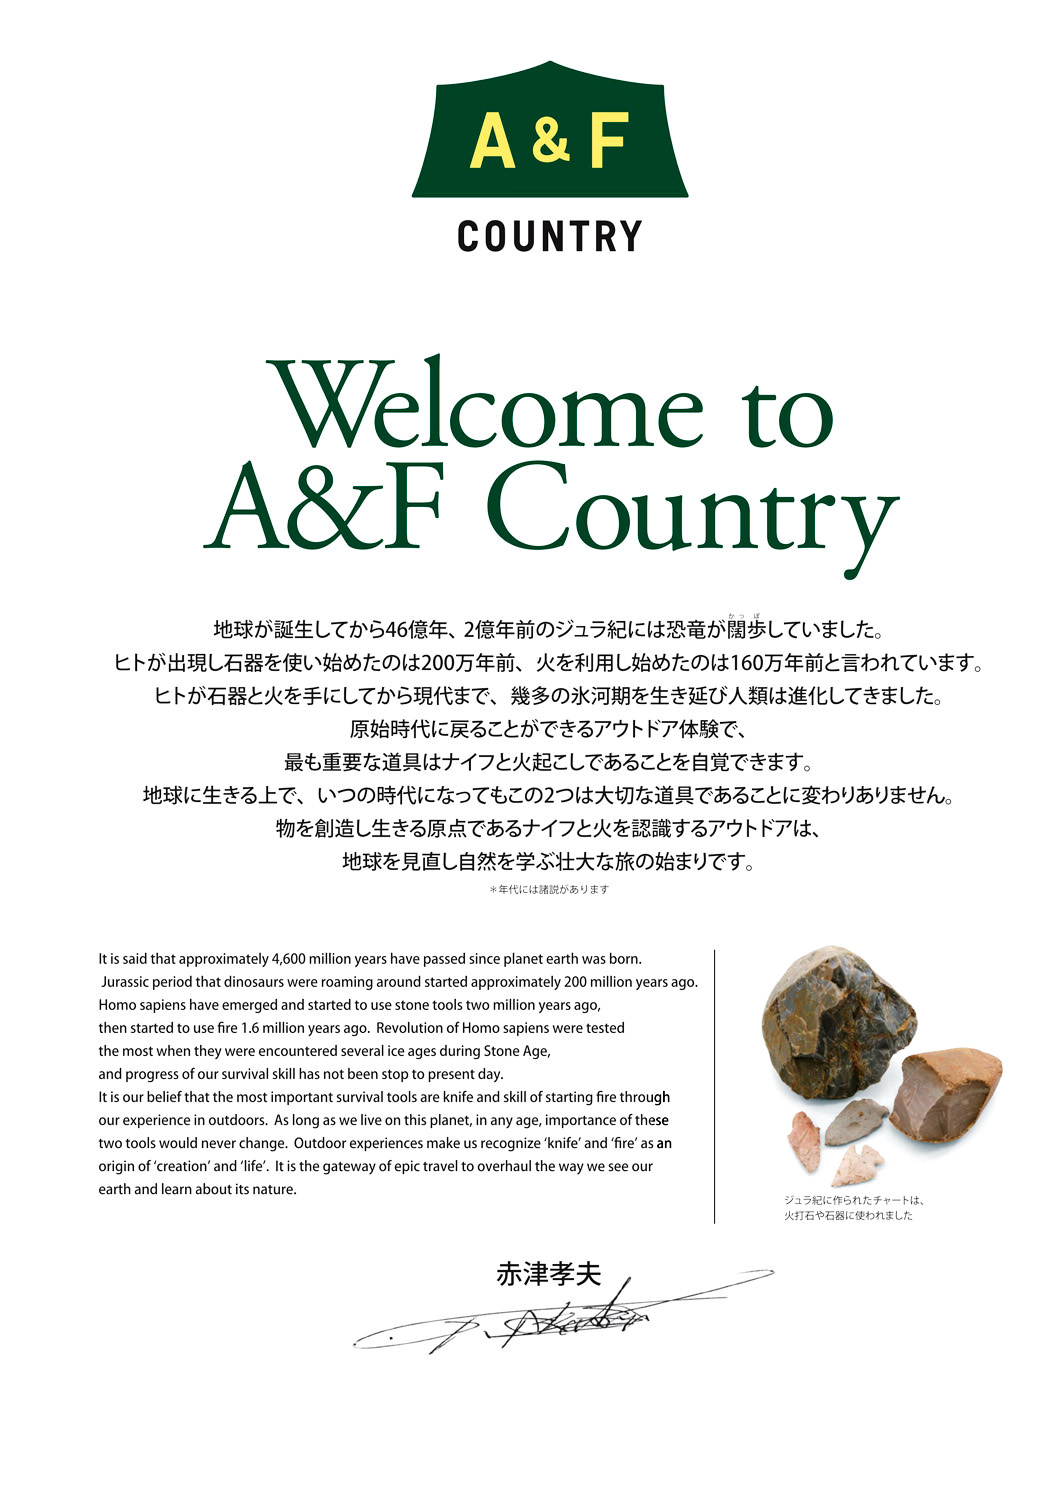 A & F
COUNTRY
Welcome to
A&F Country
かっぽ
地球が誕生してから46億年、2億年前のジュラ紀には恐竜が闊歩していました。
ヒトが出現し石器を使い始めたのは200万年前、火を利用し始めたのは160万年前と言われています。
ヒトが石器と火を手にしてから現代まで、幾多の氷河期を生き延び人類は進化してきました。
原始時代に戻ることができるアウトドア体験で、
最も重要な道具はナイフと火起こしであることを自覚できます。
地球に生きる上で、いつの時代になってもこの2つは大切な道具であることに変わりありません。
物を創造し生きる原点であるナイフと火を認識するアウトドアは、
地球を見直し自然を学ぶ壮大な旅の始まりです。
＊年代には諸説があります
It is said that approximately 4,600 million years have passed since planet earth was born.
Jurassic period that dinosaurs were roaming around started approximately 200 million years ago.
Homo sapiens have emerged and started to use stone tools two million years ago,
then started to use fire 1.6 million years ago. Revolution of Homo sapiens were tested
the most when they were encountered several ice ages during Stone Age,
and progress of our survival skill has not been stop to present day.
It is our belief that the most important survival tools are knife and skill of starting fire through
our experience in outdoors. As long as we live on this planet, in any age, importance of these
two tools would never change. Outdoor experiences make us recognize ‘knife’ and ‘fire’ as an
origin of ‘creation’ and ‘life’. It is the gateway of epic travel to overhaul the way we see our
earth and learn about its nature.
ジュラ紀に作られたチャートは、
火打石や石器に使われました
赤津孝夫